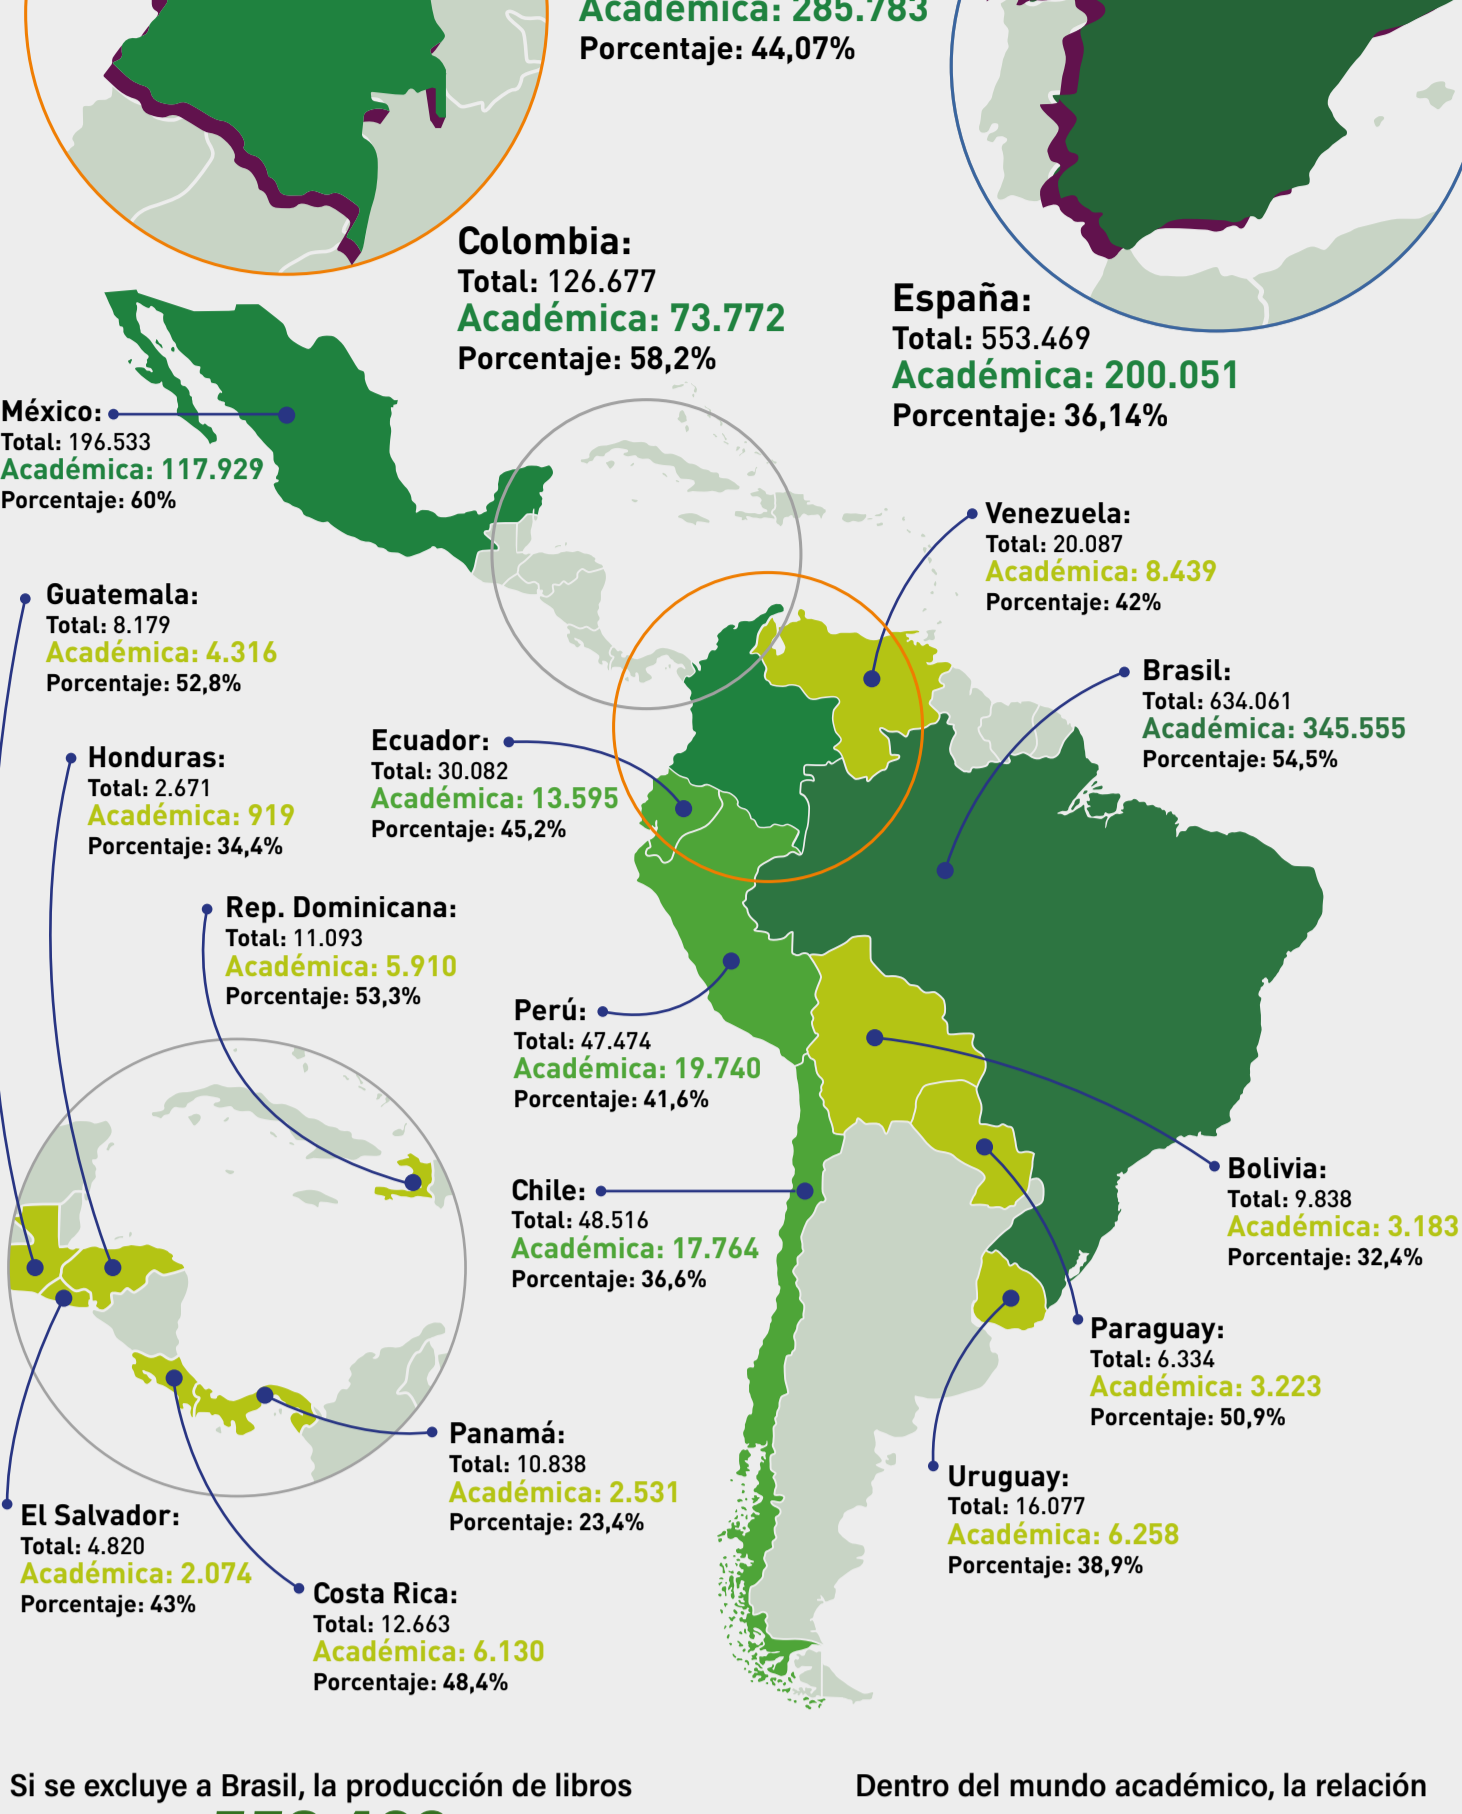 Académica: 285.783
Porcentaje: 44,07%
Colombia:
Total: 126.677
Académica: 73.772
Porcentaje: 58,2%
España:
Total: 553.469
Académica: 200.051
Porcentaje: 36,14%
México:
Total: 196.533
Académica: 117.929
Porcentaje: 60%
Venezuela:
Total: 20.087
Académica: 8.439
Porcentaje: 42%
Guatemala:
Total: 8.179
Académica: 4.316
Porcentaje: 52,8%
Brasil:
Total: 634.061
Académica: 345.555
Porcentaje: 54,5%
Ecuador:
Total: 30.082
Académica: 13.595
Porcentaje: 45,2%
Honduras:
Total: 2.671
Académica: 919
Porcentaje: 34,4%
Rep. Dominicana:
Total: 11.093
Académica: 5.910
Porcentaje: 53,3%
Perú:
Total: 47.474
Académica: 19.740
Porcentaje: 41,6%
Chile:
Total: 48.516
Académica: 17.764
Porcentaje: 36,6%
Bolivia:
Total: 9.838
Académica: 3.183
Porcentaje: 32,4%
Paraguay:
Total: 6.334
Académica: 3.223
Porcentaje: 50,9%
Panamá:
Total: 10.838
Académica: 2.531
Porcentaje: 23,4%
Uruguay:
Total: 16.077
Académica: 6.258
Porcentaje: 38,9%
El Salvador:
Total: 4.820
Académica: 2.074
Porcentaje: 43%
Costa Rica:
Total: 12.663
Académica: 6.130
Porcentaje: 48,4%
Si se excluye a Brasil, la producción de libros
Dentro del mundo académico, la relación